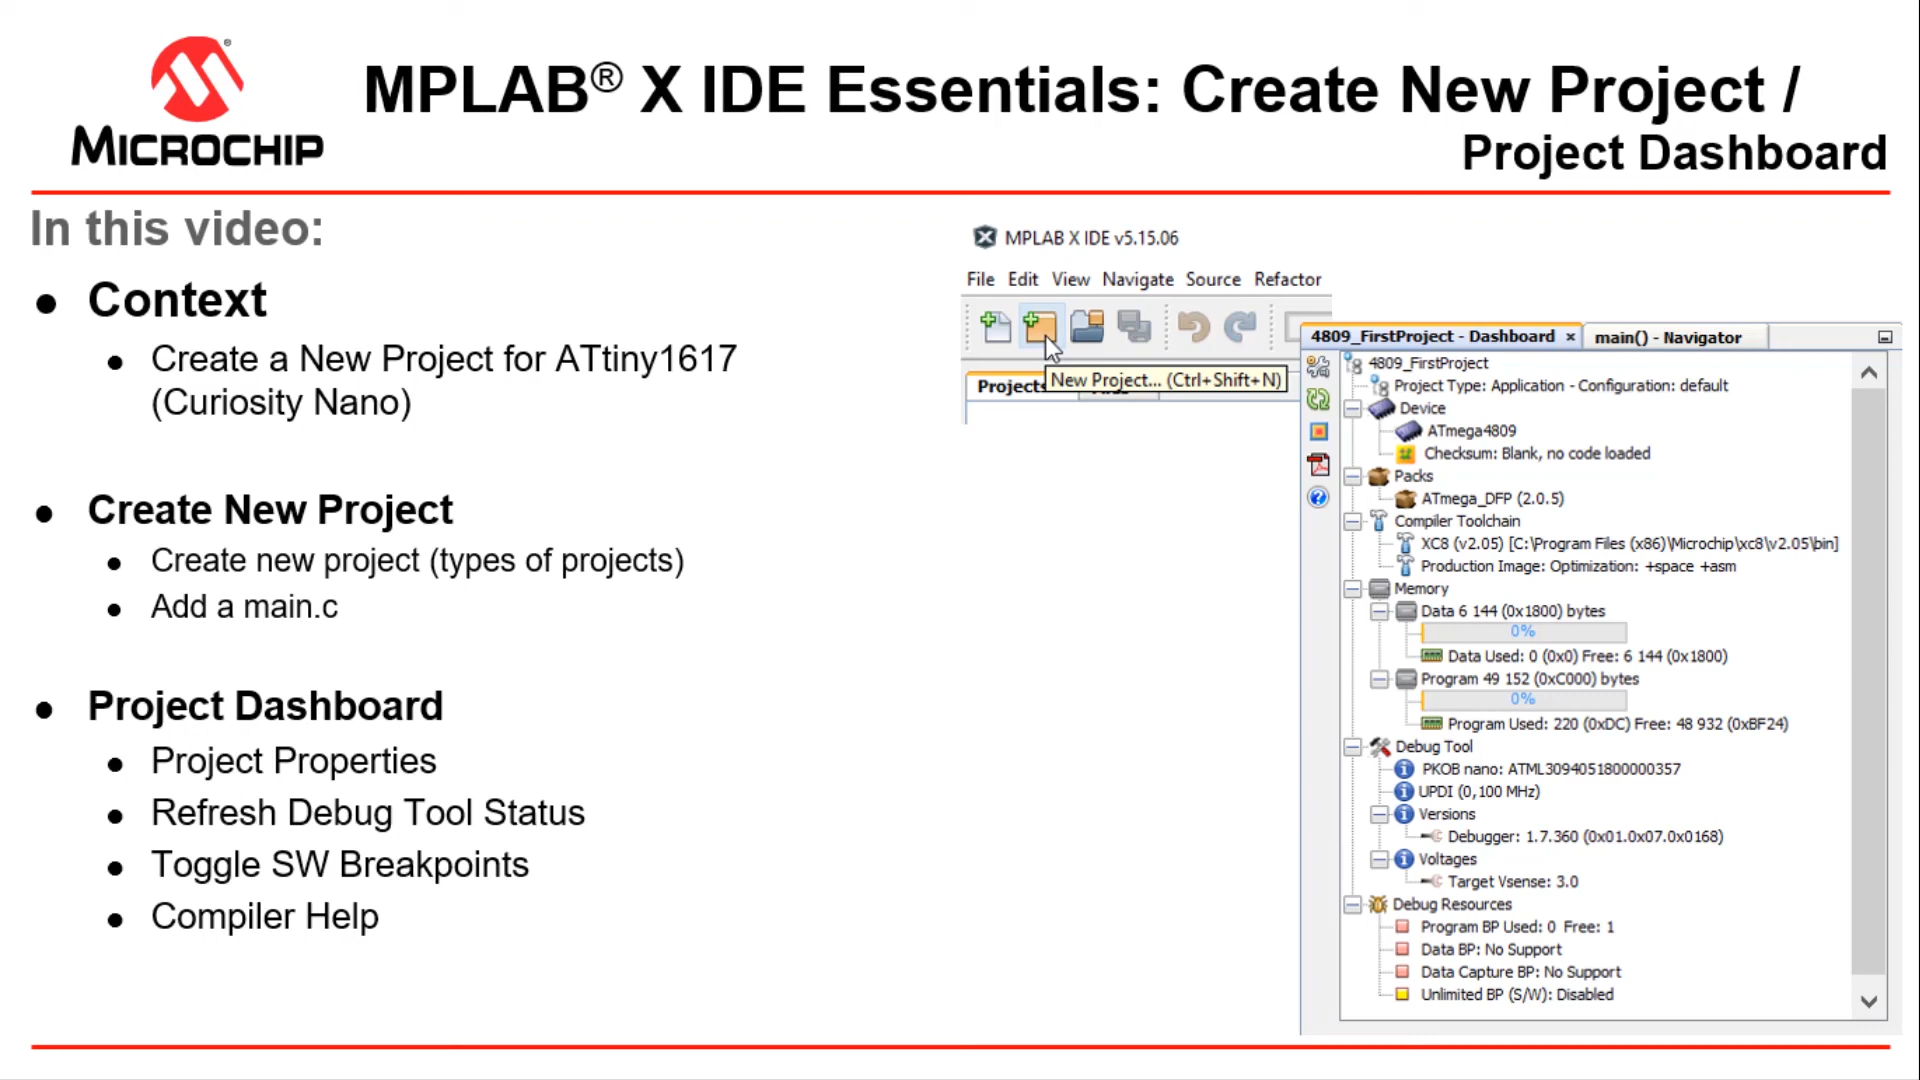 MICROCHIP
MPLAB® X IDE Essentials: Create New Project /
Project Dashboard
In this video:
Context
Create a New Project for ATtiny1617
(Curiosity Nano)
Create New Project
Create new project (types of projects)
Add a main.c
Project Dashboard
Project Properties
Refresh Debug Tool Status
Toggle SW Breakpoints
Compiler Help
MPLAB X IDE v5.15.06
File Edit View Navigate Source Refactor
Projects
New Project... (Ctrl+Shift+N)
4809_FirstProject - Dashboard × main() - Navigator
4809_FirstProject
Project Type: Application - Configuration: default
Device
ATmega4809
Checksum: Blank, no code loaded
Packs
ATmega_DFP (2.0.5)
Compiler Toolchain
XC8 (v2.05) [C:\Program Files (x86)\Microchip\xc8\v2.05\bin]
Production Image: Optimization: +space +asm
Memory
Data 6 144 (0x1800) bytes
0%
Data Used: 0 (0x0) Free: 6 144 (0x1800)
Program 49 152 (0xC000) bytes
0%
Program Used: 220 (0xDC) Free: 48 932 (0xBF24)
Debug Tool
PKOB nano: ATML3094051800000357
UPDI (0,100 MHz)
Versions
Debugger: 1.7.360 (0x01.0x07.0x0168)
Voltages
Target Vsense: 3.0
Debug Resources
Program BP Used: 0 Free: 1
Data BP: No Support
Data Capture BP: No Support
Unlimited BP (S/W): Disabled